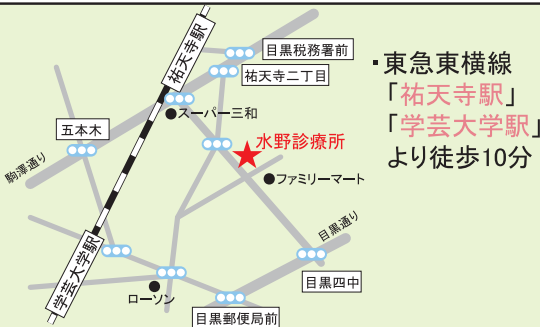 祐天寺駅
目黒税務署前
祐天寺二丁目
スーパー三和
五本木
水野診療所
駒澤通り
ファミリーマート
目黒通り
学芸大学駅
ローソン
目黒四中
目黒郵便局前
・東急東横線
「祐天寺駅」
「学芸大学駅」
より徒歩10分